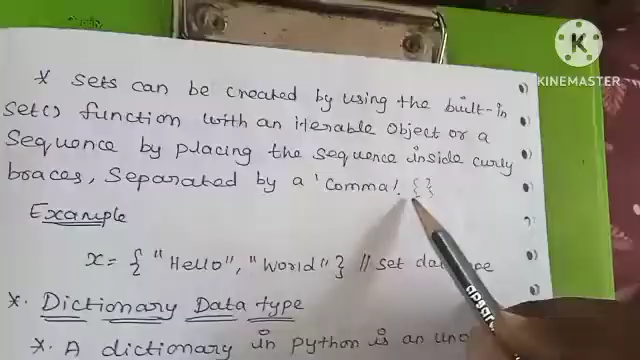 K
KINEMASTER
* Sets can be created by using the built-in
set() function with an iterable object or a
sequence by placing the sequence inside curly
braces, separated by a 'comma'. { }
Example
x = { "Hello", "World" } // set
* Dictionary Data type
* A dictionary in python is an
apsara